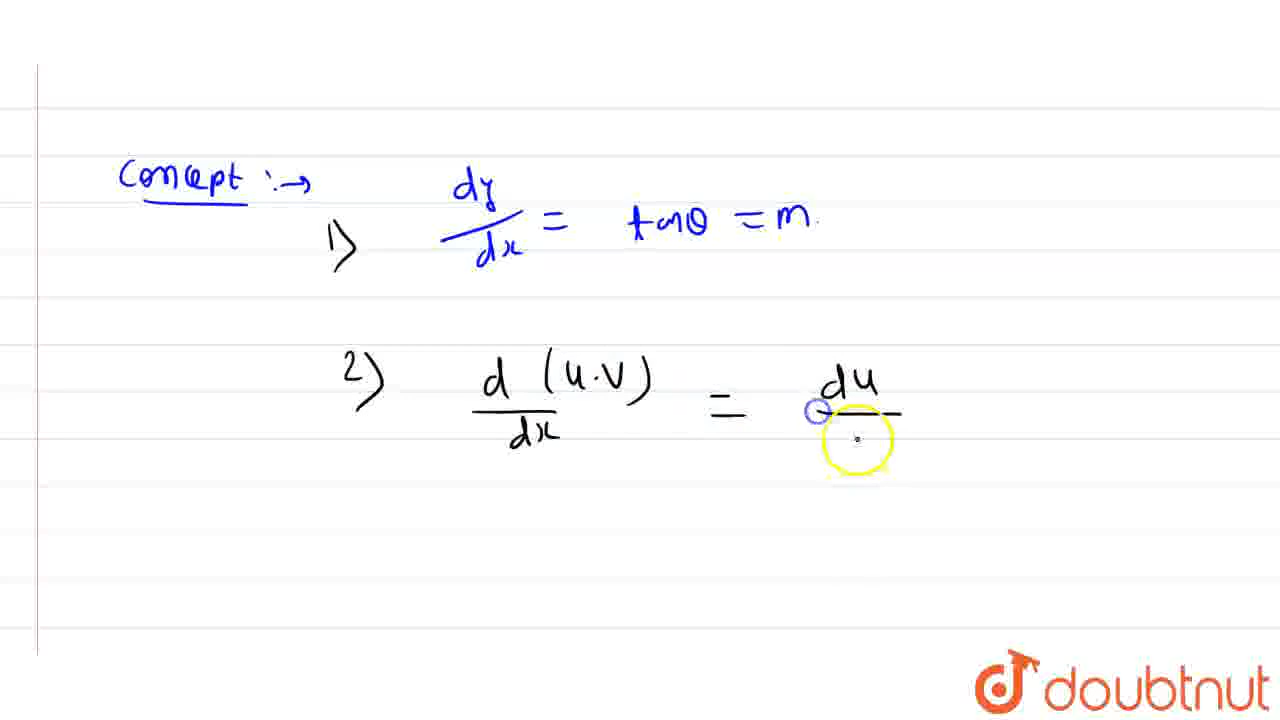 Concept :→
1) dy/dx = tanθ = m.
2) d/dx (u.v) = du/
doubtnut